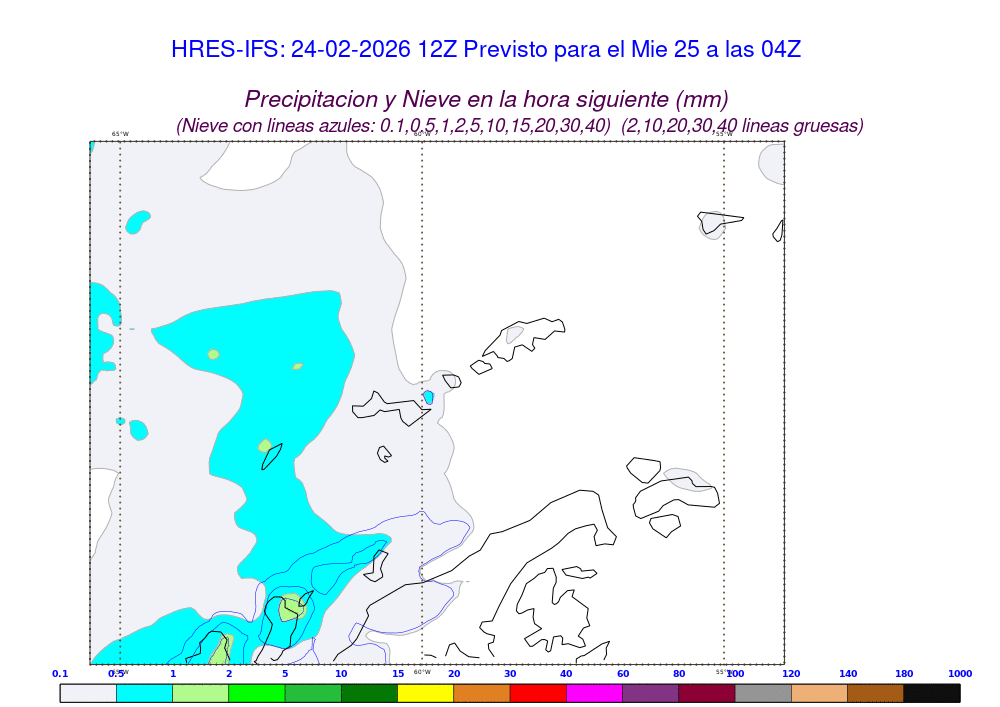 HRES-IFS: 24-02-2026 12Z Previsto para el Mie 25 a las 04Z
Precipitacion y Nieve en la hora siguiente (mm)
(Nieve con lineas azules: 0.1,0.5,1,2,5,10,15,20,30,40)  (2,10,20,30,40 lineas gruesas)
65°W 60°W 55°W
65°W 60°W 55°W
0.1 0.5 1 2 5 10 15 20 30 40 60 80 100 120 140 180 1000